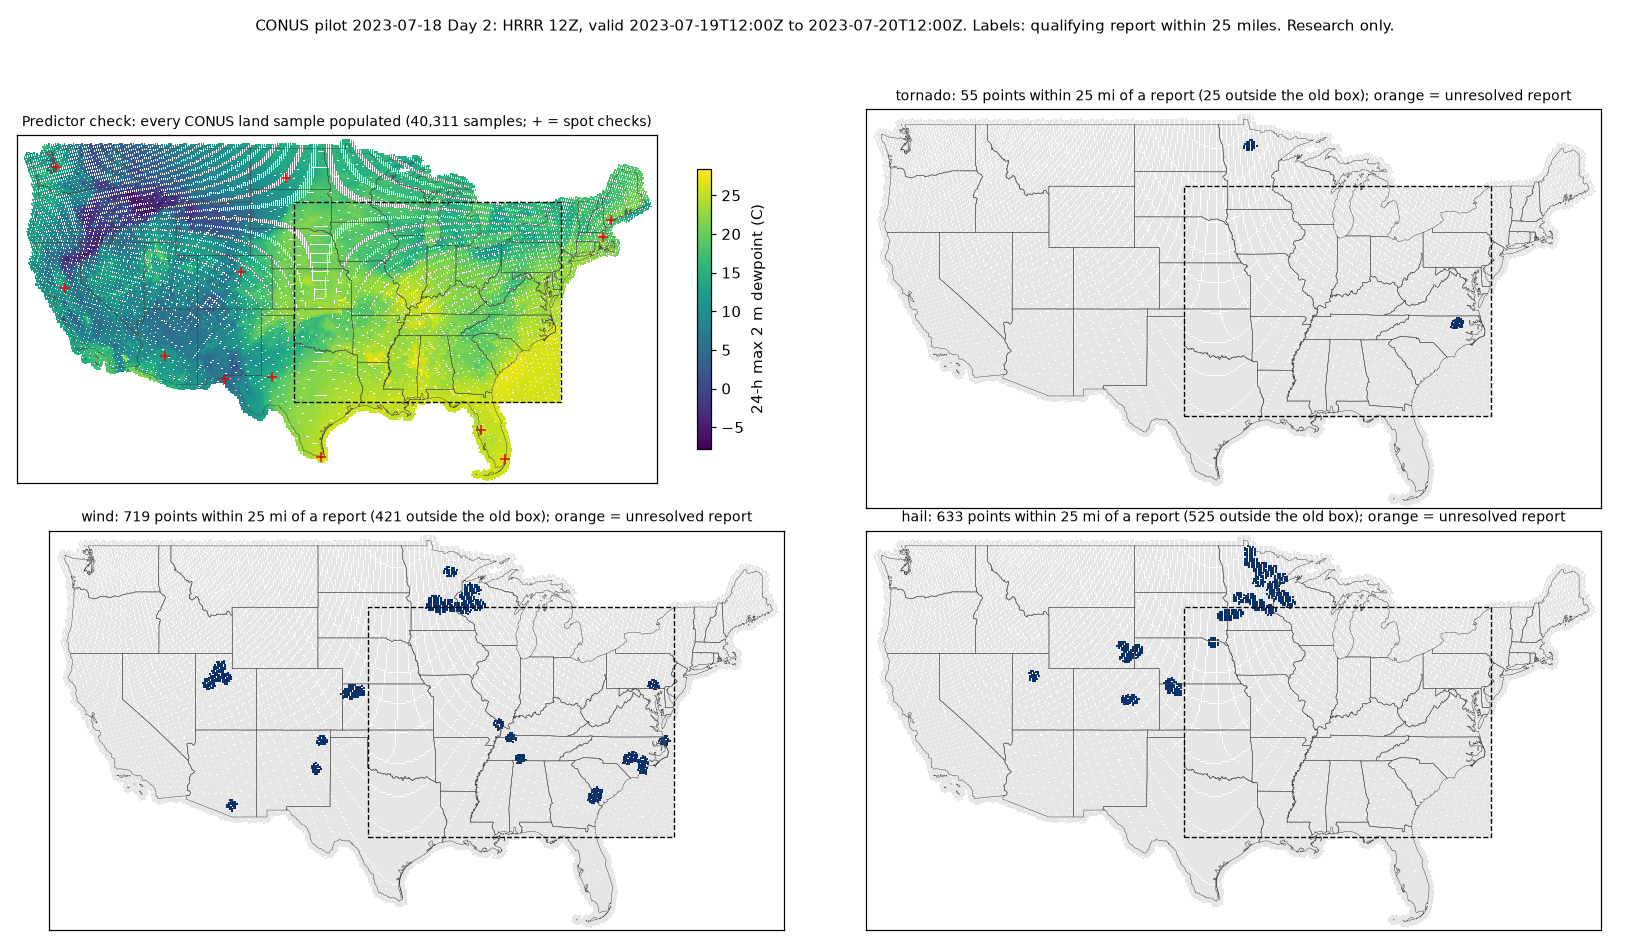 CONUS pilot 2023-07-18 Day 2: HRRR 12Z, valid 2023-07-19T12:00Z to 2023-07-20T12:00Z. Labels: qualifying report within 25 miles. Research only.
Predictor check: every CONUS land sample populated (40,311 samples; + = spot checks)
25
20
15
10
5
0
−5
24-h max 2 m dewpoint (C)
tornado: 55 points within 25 mi of a report (25 outside the old box); orange = unresolved report
wind: 719 points within 25 mi of a report (421 outside the old box); orange = unresolved report
hail: 633 points within 25 mi of a report (525 outside the old box); orange = unresolved report